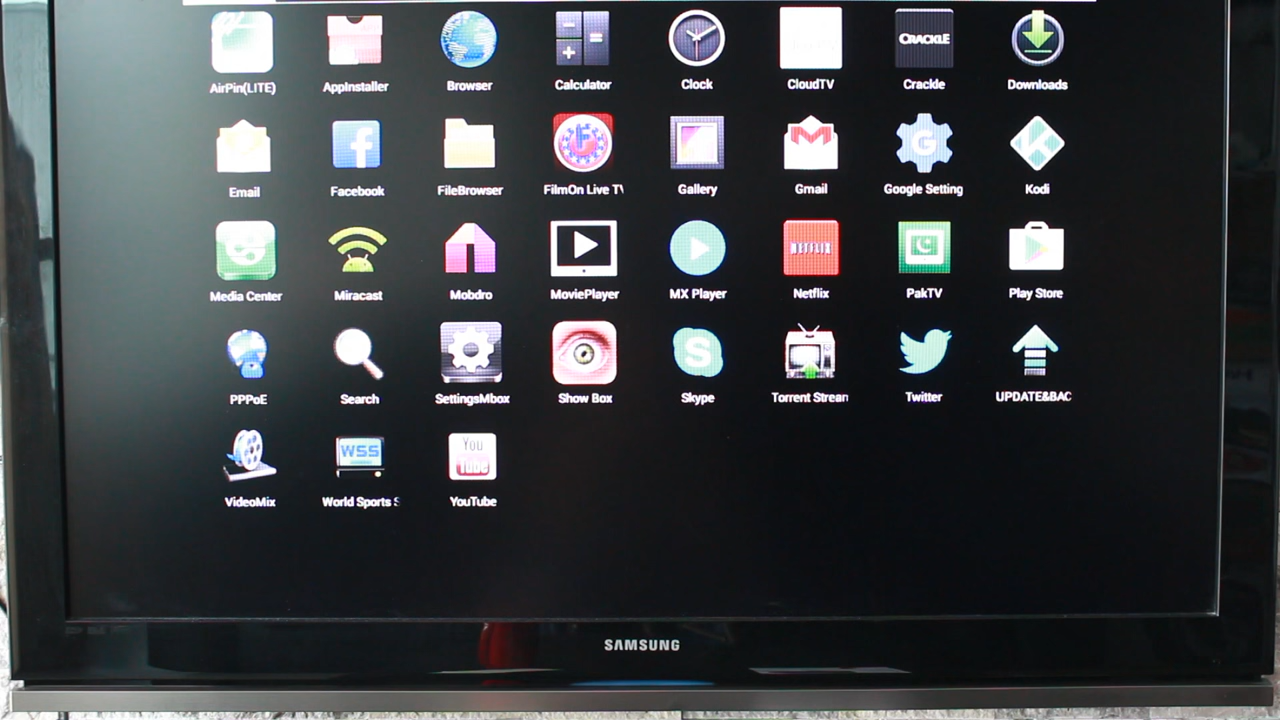 AirPin(LITE) AppInstaller Browser Calculator Clock CloudTV Crackle Downloads
CRACKLE
Email Facebook FileBrowser FilmOn Live TV Gallery Gmail Google Setting Kodi
NETFLIX
Media Center Miracast Mobdro MoviePlayer MX Player Netflix PakTV Play Store
PPPoE Search SettingsMbox Show Box Skype Torrent Stream Twitter UPDATE&BAC
You
Tube
WSS
VideoMix World Sports S YouTube
SAMSUNG